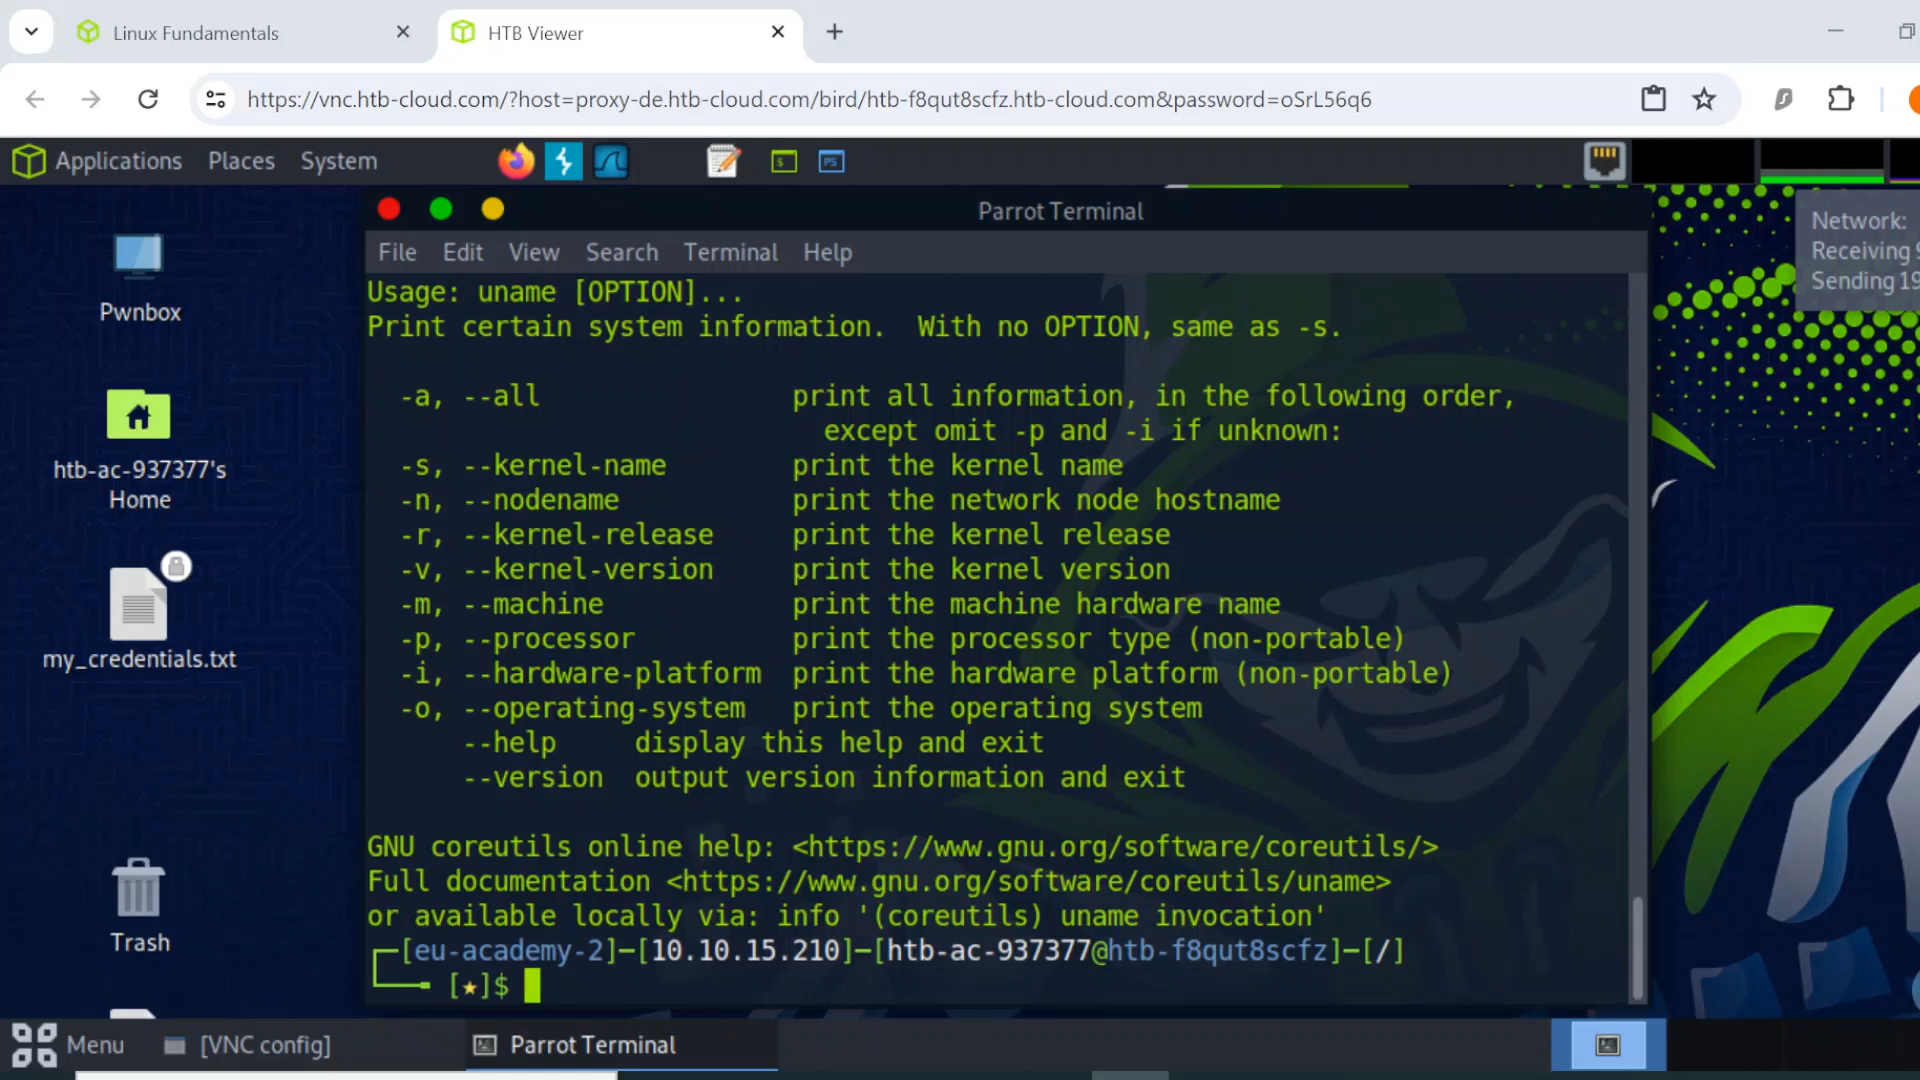 Linux Fundamentals
HTB Viewer
https://vnc.htb-cloud.com/?host=proxy-de.htb-cloud.com/bird/htb-f8qut8scfz.htb-cloud.com&password=oSrL56q6
Applications Places System
$
PS
Parrot Terminal
Network:
Receiving 9
Sending 19
File Edit View Search Terminal Help
Usage: uname [OPTION]...
Print certain system information.  With no OPTION, same as -s.
-a, --all                print all information, in the following order,
except omit -p and -i if unknown:
-s, --kernel-name        print the kernel name
-n, --nodename           print the network node hostname
-r, --kernel-release     print the kernel release
-v, --kernel-version     print the kernel version
-m, --machine            print the machine hardware name
-p, --processor          print the processor type (non-portable)
-i, --hardware-platform  print the hardware platform (non-portable)
-o, --operating-system   print the operating system
--help     display this help and exit
--version  output version information and exit
GNU coreutils online help: <https://www.gnu.org/software/coreutils/>
Full documentation <https://www.gnu.org/software/coreutils/uname>
or available locally via: info '(coreutils) uname invocation'
┌─[eu-academy-2]─[10.10.15.210]─[htb-ac-937377@htb-f8qut8scfz]─[/]
└──╼ [★]$
Pwnbox
htb-ac-937377's
Home
my_credentials.txt
Trash
Menu
[VNC config]
Parrot Terminal